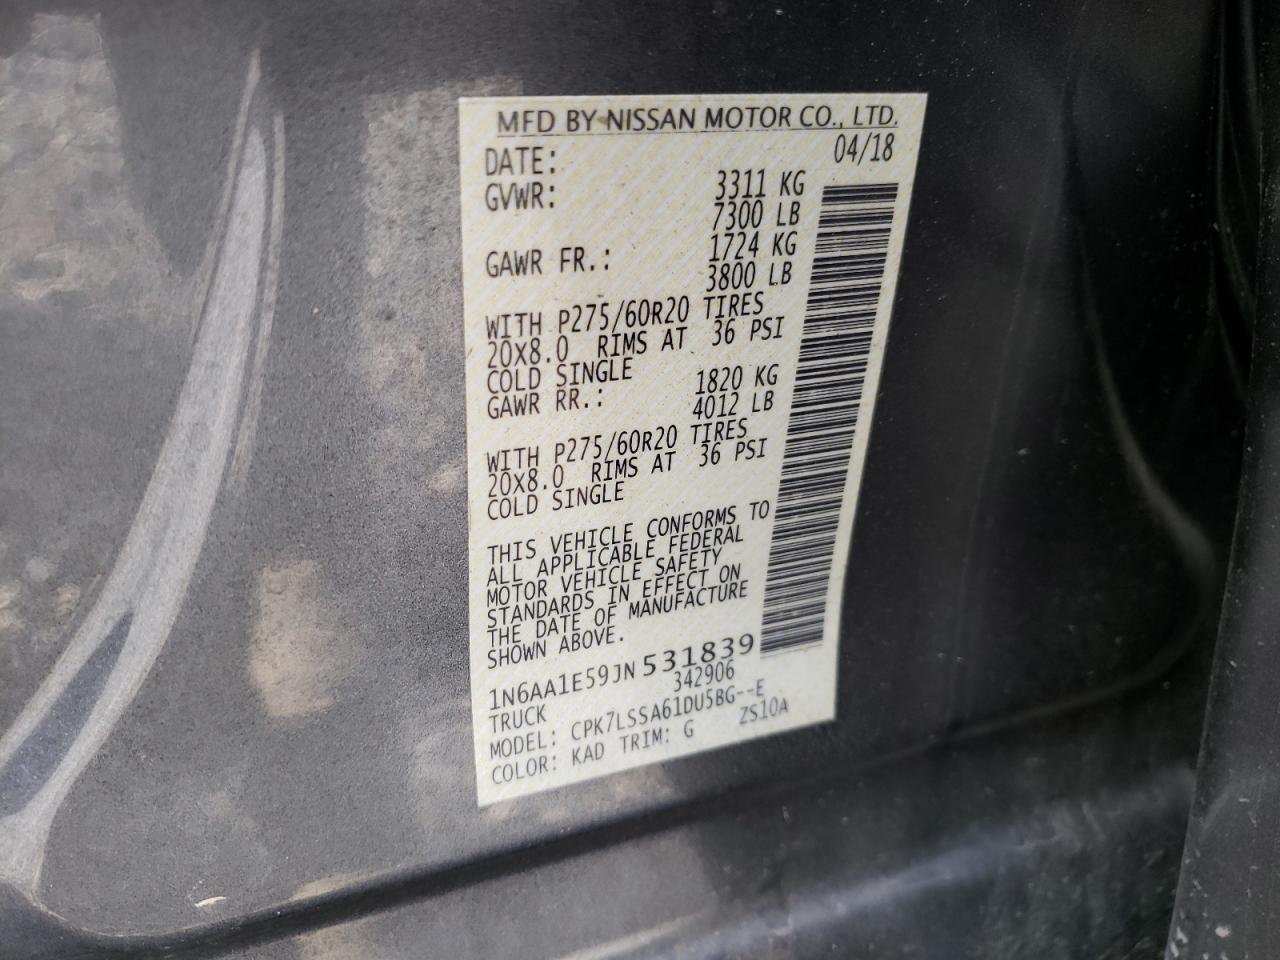 MFD BY NISSAN MOTOR CO., LTD.
DATE: 04/18
GVWR: 3311 KG
7300 LB
GAWR FR.: 1724 KG
3800 LB
WITH P275/60R20 TIRES
20X8.0 RIMS AT 36 PSI
COLD SINGLE
GAWR RR.: 1820 KG
4012 LB
WITH P275/60R20 TIRES
20X8.0 RIMS AT 36 PSI
COLD SINGLE
THIS VEHICLE CONFORMS TO
ALL APPLICABLE FEDERAL
MOTOR VEHICLE SAFETY
STANDARDS IN EFFECT ON
THE DATE OF MANUFACTURE
SHOWN ABOVE.
1N6AA1E59JN531839
TRUCK 342906
MODEL: CPK7LSSA61DU5BG--E
COLOR: KAD TRIM: G ZS10A